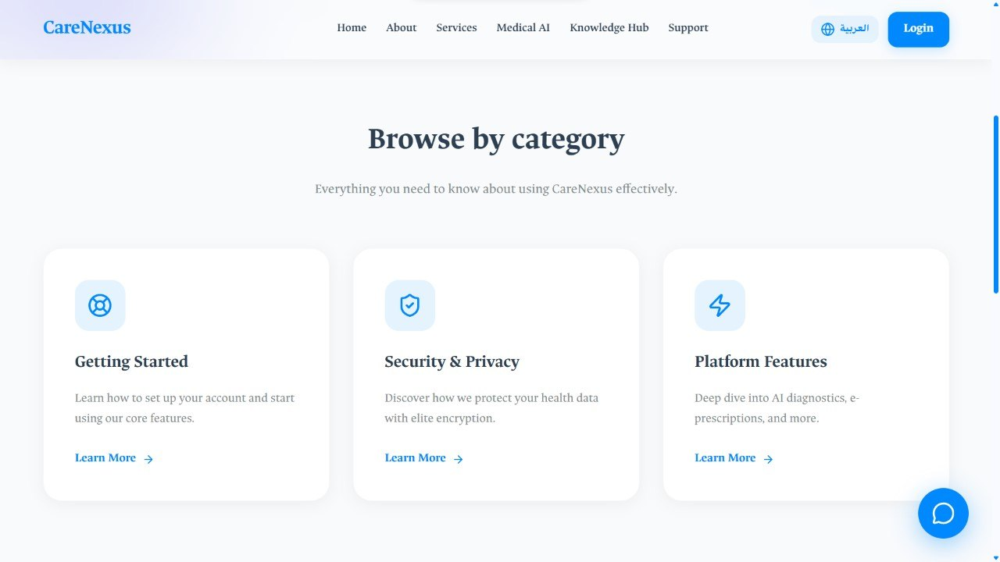 CareNexus
Home
About
Services
Medical AI
Knowledge Hub
Support
العربية
Login
Browse by category
Everything you need to know about using CareNexus effectively.
Getting Started
Learn how to set up your account and start
using our core features.
Learn More
Security & Privacy
Discover how we protect your health data
with elite encryption.
Learn More
Platform Features
Deep dive into AI diagnostics, e-
prescriptions, and more.
Learn More